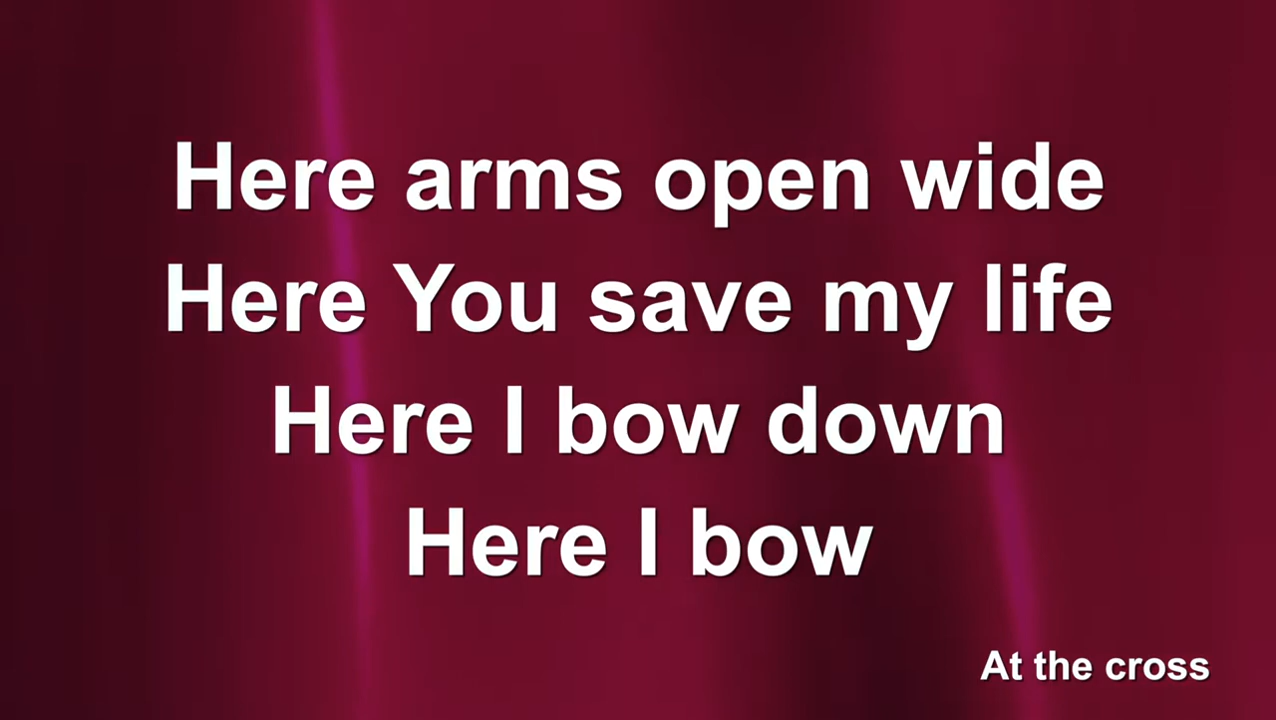 Here arms open wide
Here You save my life
Here I bow down
Here I bow
At the cross